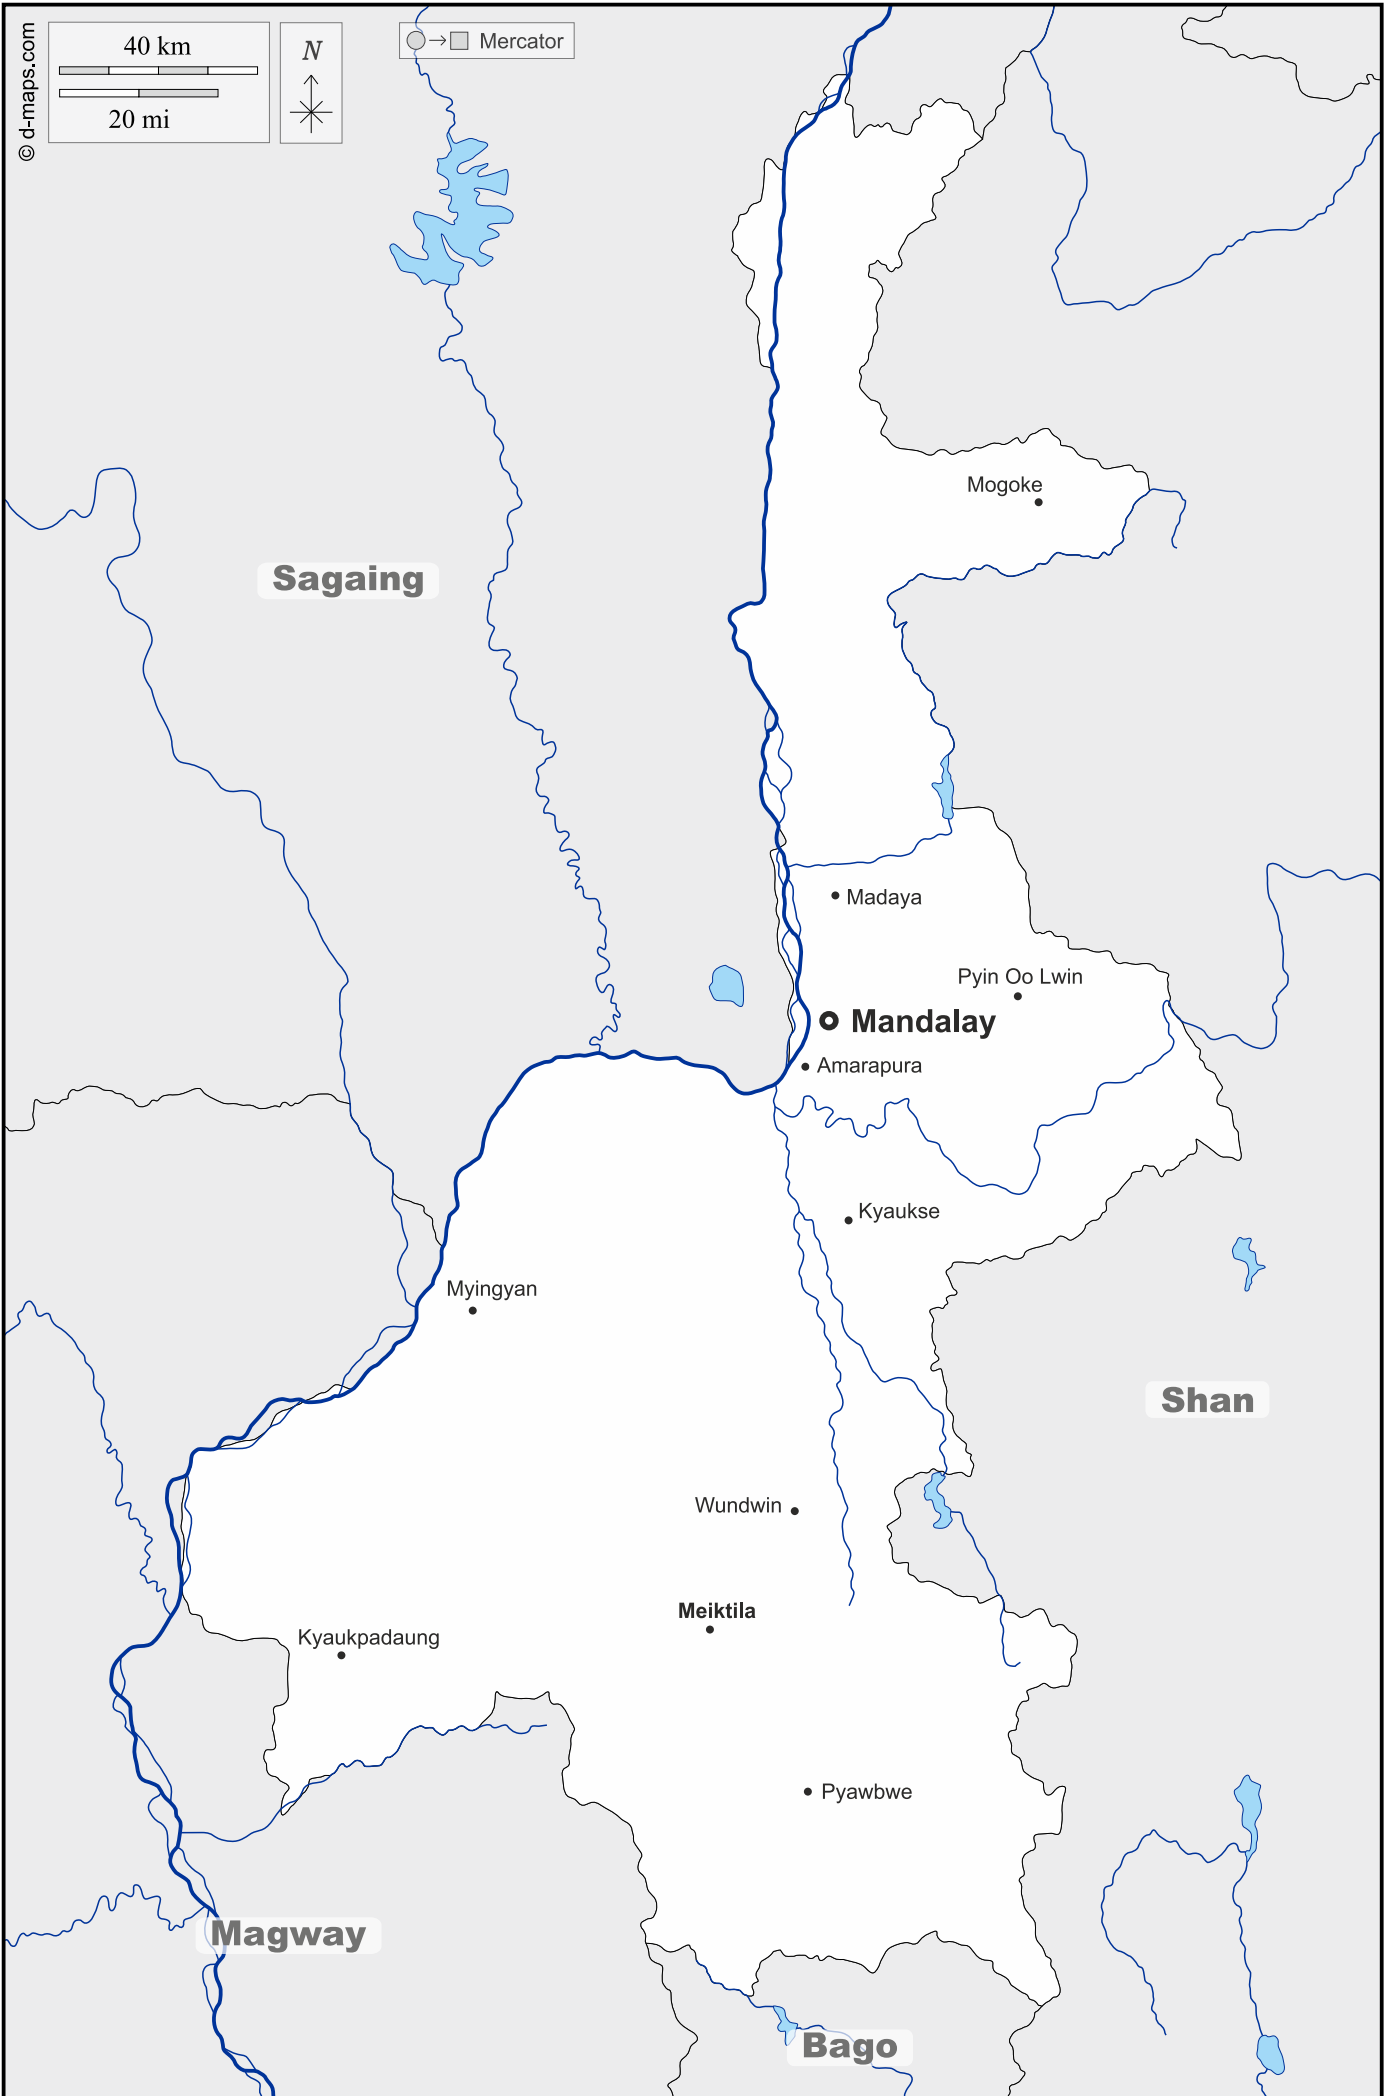 © d-maps.com
40 km
20 mi
N
Mercator
Mogoke
Sagaing
Madaya
Pyin Oo Lwin
Mandalay
Amarapura
Kyaukse
Myingyan
Shan
Wundwin
Meiktila
Kyaukpadaung
Pyawbwe
Magway
Bago